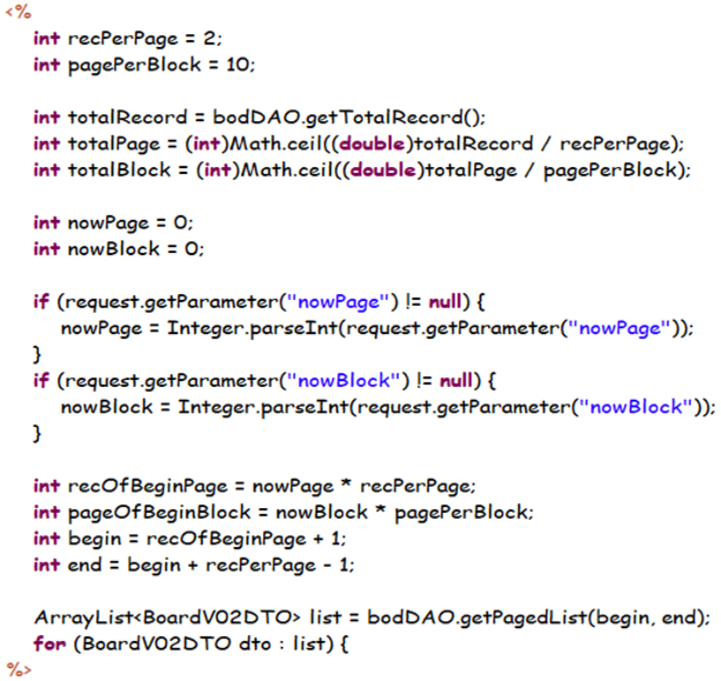 <%
int recPerPage = 2;
int pagePerBlock = 10;
int totalRecord = bodDAO.getTotalRecord();
int totalPage = (int)Math.ceil((double)totalRecord / recPerPage);
int totalBlock = (int)Math.ceil((double)totalPage / pagePerBlock);
int nowPage = 0;
int nowBlock = 0;
if (request.getParameter("nowPage") != null) {
nowPage = Integer.parseInt(request.getParameter("nowPage"));
}
if (request.getParameter("nowBlock") != null) {
nowBlock = Integer.parseInt(request.getParameter("nowBlock"));
}
int recOfBeginPage = nowPage * recPerPage;
int pageOfBeginBlock = nowBlock * pagePerBlock;
int begin = recOfBeginPage + 1;
int end = begin + recPerPage - 1;
ArrayList<BoardV02DTO> list = bodDAO.getPagedList(begin, end);
for (BoardV02DTO dto : list) {
%>